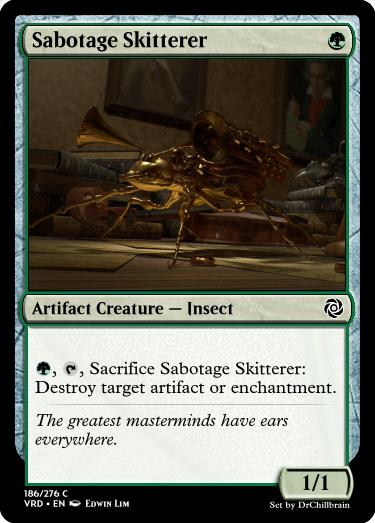 Sabotage Skitterer
Artifact Creature — Insect
, , Sacrifice Sabotage Skitterer:
Destroy target artifact or enchantment.
The greatest masterminds have ears
everywhere.
1/1
186/276 C
VRD • EN Edwin Lim
Set by DrChillbrain